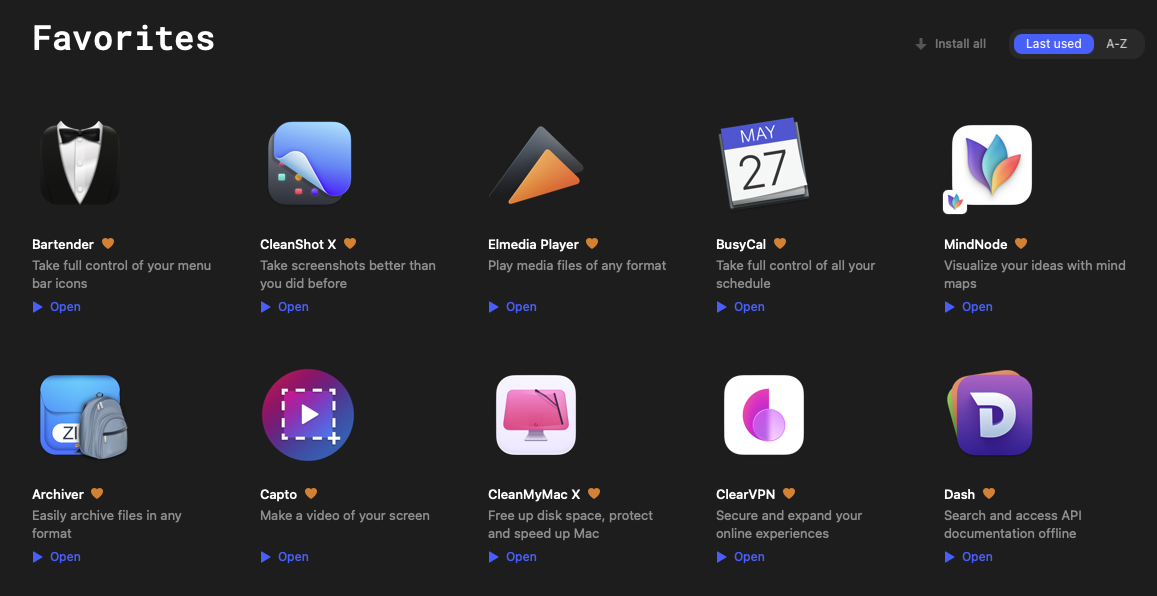 Favorites
Install all
Last used
A-Z
MAY
27
Bartender
Take full control of your menu
bar icons
Open
CleanShot X
Take screenshots better than
you did before
Open
Elmedia Player
Play media files of any format
Open
BusyCal
Take full control of all your
schedule
Open
MindNode
Visualize your ideas with mind
maps
Open
ZI
D
Archiver
Easily archive files in any
format
Open
Capto
Make a video of your screen
Open
CleanMyMac X
Free up disk space, protect
and speed up Mac
Open
ClearVPN
Secure and expand your
online experiences
Open
Dash
Search and access API
documentation offline
Open